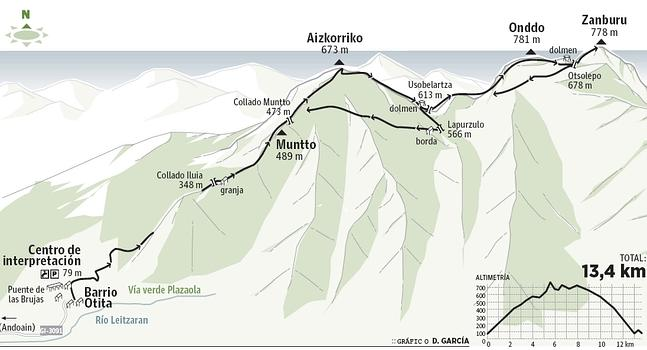 N
Aizkorriko
673 m
Onddo
781 m
Zanburu
778 m
dolmen
Otsolepo
678 m
Usobelartza
613 m
dolmen
Lapurzulo
566 m
borda
Collado Muntto
473 m
Muntto
489 m
Collado Iluia
348 m
granja
Centro de
interpretación
P 79 m
Puente de
las Brujas
Barrio
Otita
Vía verde Plazaola
Río Leitzaran
(Andoain)
GI-3091
::GRÁFICO D. GARCÍA
TOTAL:
13,4 km
ALTIMETRÍA
700
600
500
400
300
200
100
0 2 4 6 8 10 12 km